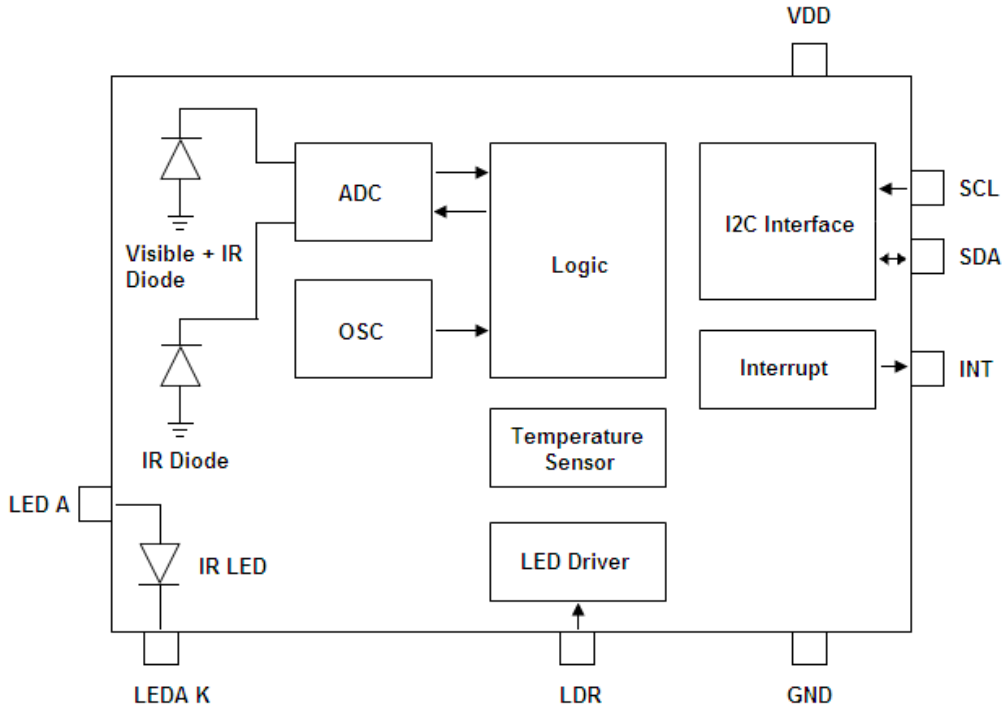 VDD
ADC
Logic
I2C Interface
SCL
SDA
Visible + IR
Diode
OSC
Interrupt
INT
IR Diode
Temperature
Sensor
LED A
IR LED
LED Driver
LEDA K
LDR
GND